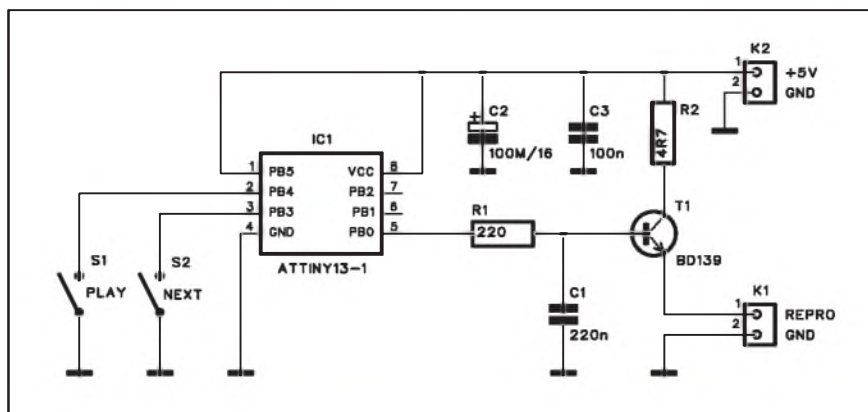 K2
1 +5V
2 GND
R2
4R7
C2
+
100M/16
C3
100n
IC1
1 PB5 VCC 8
2 PB4 PB2 7
3 PB3 PB1 6
4 GND PB0 5
ATTINY13-1
R1
220
T1
BD139
S1
PLAY
S2
NEXT
C1
220n
K1
1 REPRO
2 GND